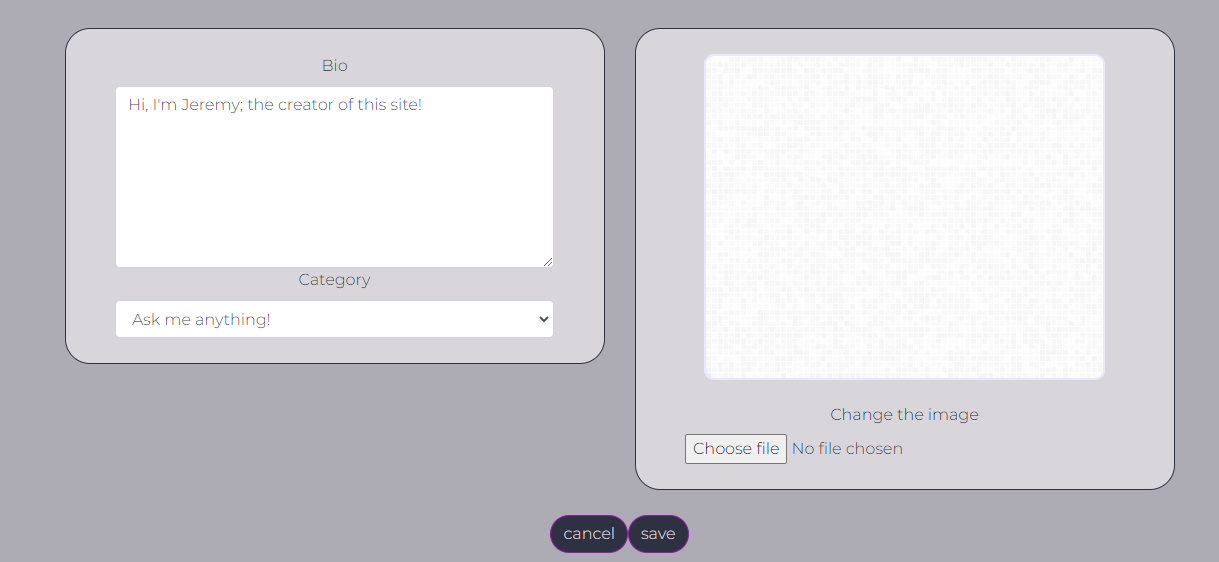 Bio
Hi, I'm Jeremy; the creator of this site!
Category
Ask me anything!
Change the image
Choose file No file chosen
cancel save